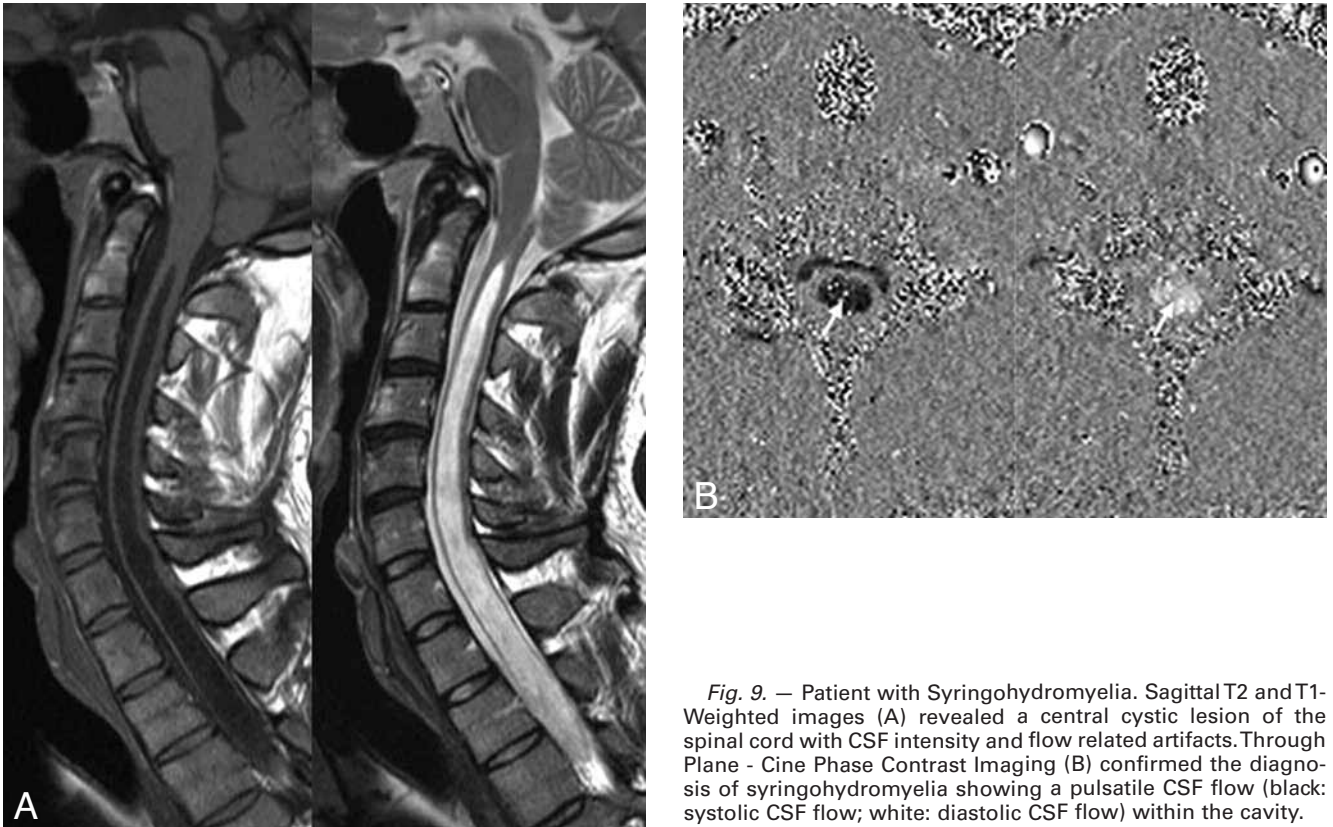 A
B
Fig. 9. — Patient with Syringohydromyelia. Sagittal T2 and T1-
Weighted images (A) revealed a central cystic lesion of the
spinal cord with CSF intensity and flow related artifacts. Through
Plane - Cine Phase Contrast Imaging (B) confirmed the diagno-
sis of syringohydromyelia showing a pulsatile CSF flow (black:
systolic CSF flow; white: diastolic CSF flow) within the cavity.